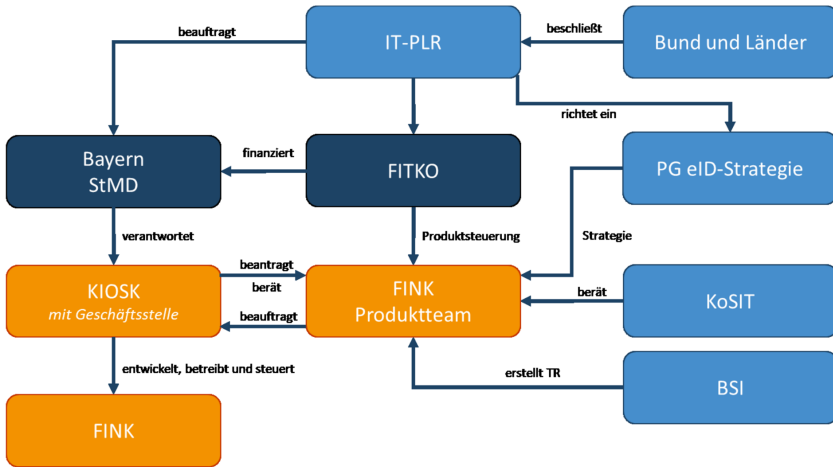 beauftragt
IT-PLR
beschließt
Bund und Länder
richtet ein
Bayern
StMD
finanziert
FITKO
PG eID-Strategie
verantwortet
Produktsteuerung
Strategie
KIOSK
mit Geschäftsstelle
beantragt
berät
beauftragt
FINK
Produktteam
berät
KoSIT
entwickelt, betreibt und steuert
erstellt TR
BSI
FINK